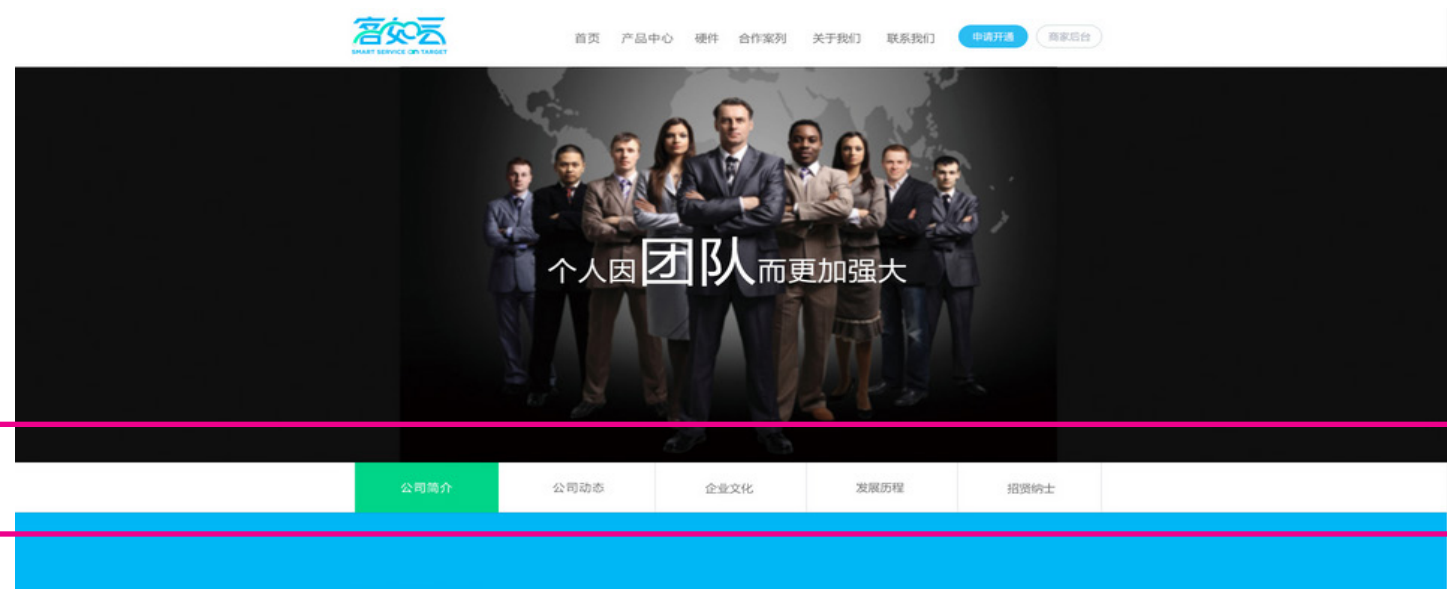 客如云
SMART SERVICE ON TARGET
首页 产品中心 硬件 合作案列 关于我们 联系我们 申请开通 商家后台
个人因团队而更加强大
公司简介 公司动态 企业文化 发展历程 招贤纳士